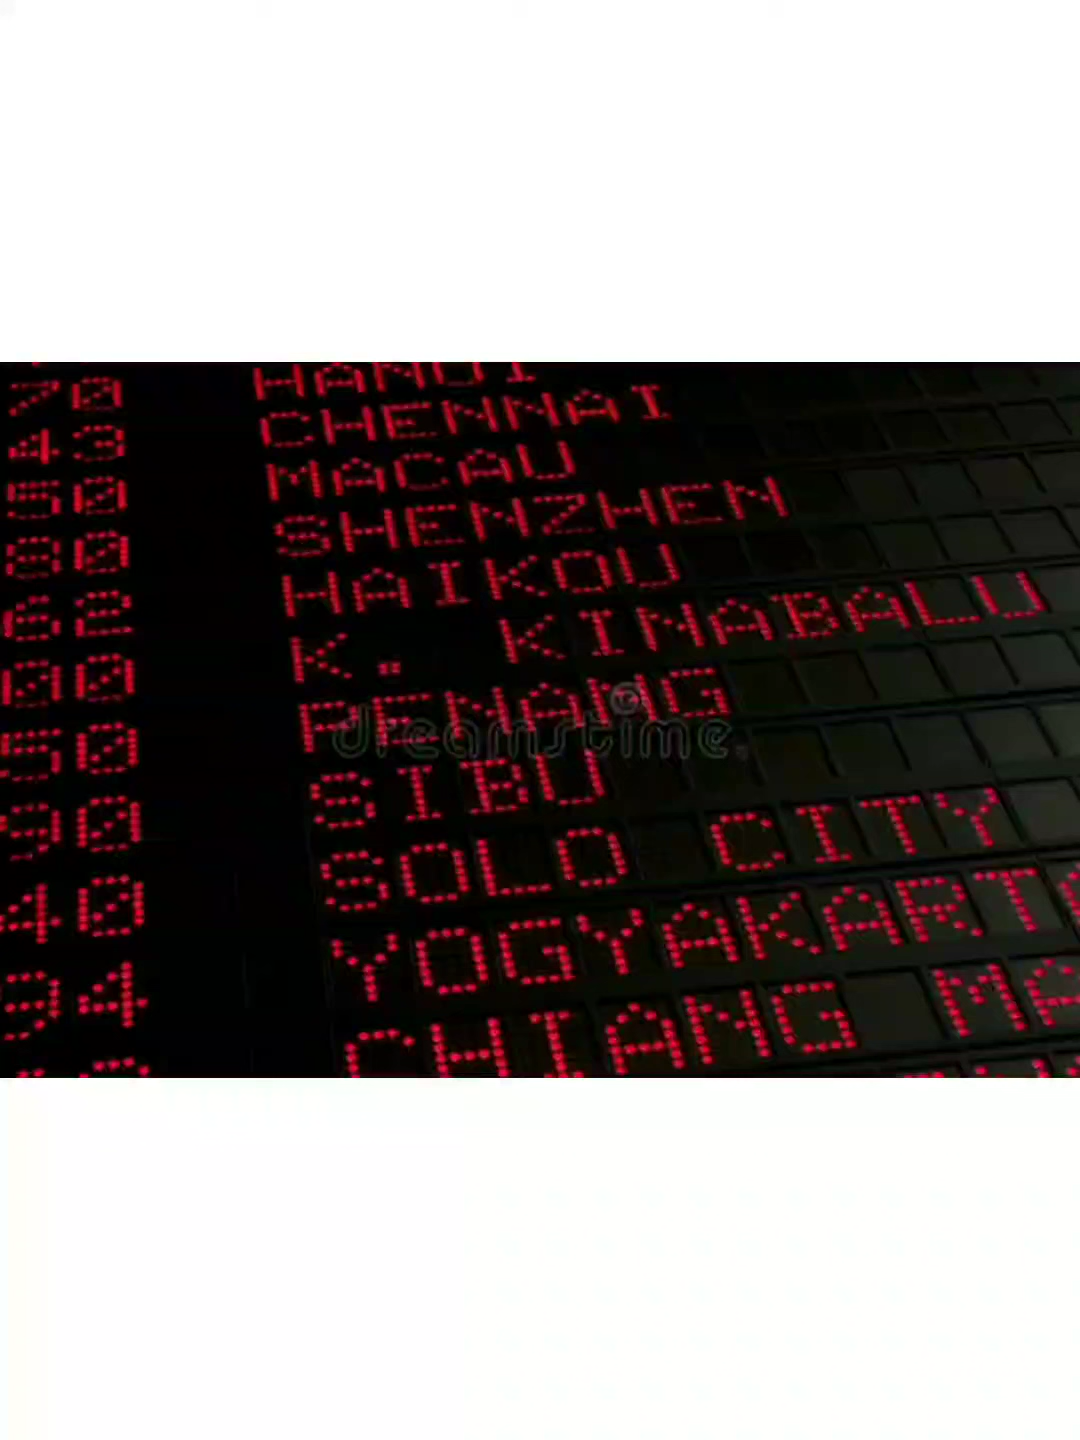 70 HANOI
43 CHENNAI
50 MACAU
80 SHENZHEN
62 HAIKOU
00 K. KINABALU
50 PENANG
90 SIBU
40 SOLO CITY
94 YOGYAKARTA
CHIANG MA
dreamstime